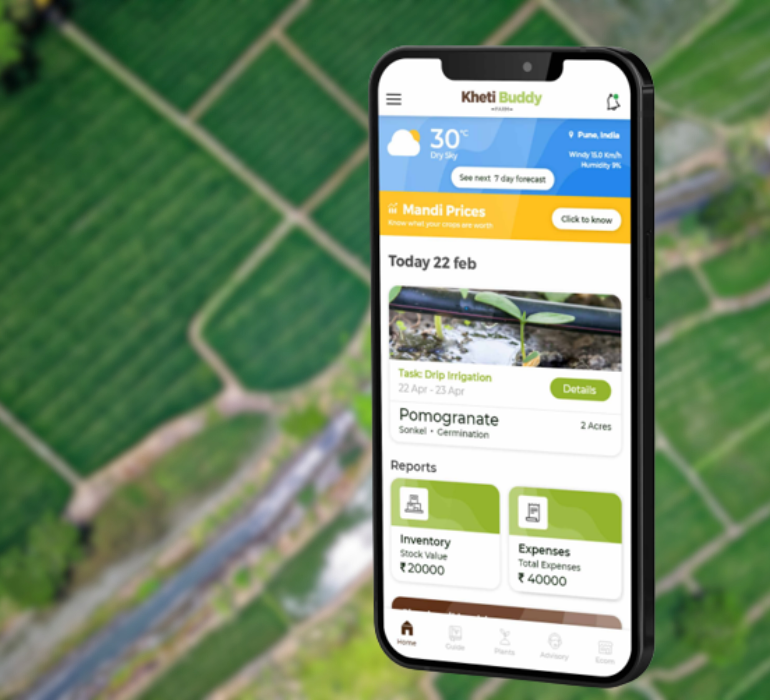 Kheti Buddy
FARM
30°C
Dry Sky
Pune, India
Windy 15.0 Km/h
Humidity 9%
See next 7 day forecast
Mandi Prices
Know what your crops are worth
Click to know
Today 22 feb
Task: Drip Irrigation
22 Apr - 23 Apr
Details
Pomogranate
2 Acres
Sonkel • Germination
Reports
Inventory
Stock Value
₹ 20000
Expenses
Total Expenses
₹ 40000
Home
Guide
Plants
Advisory
Ecom